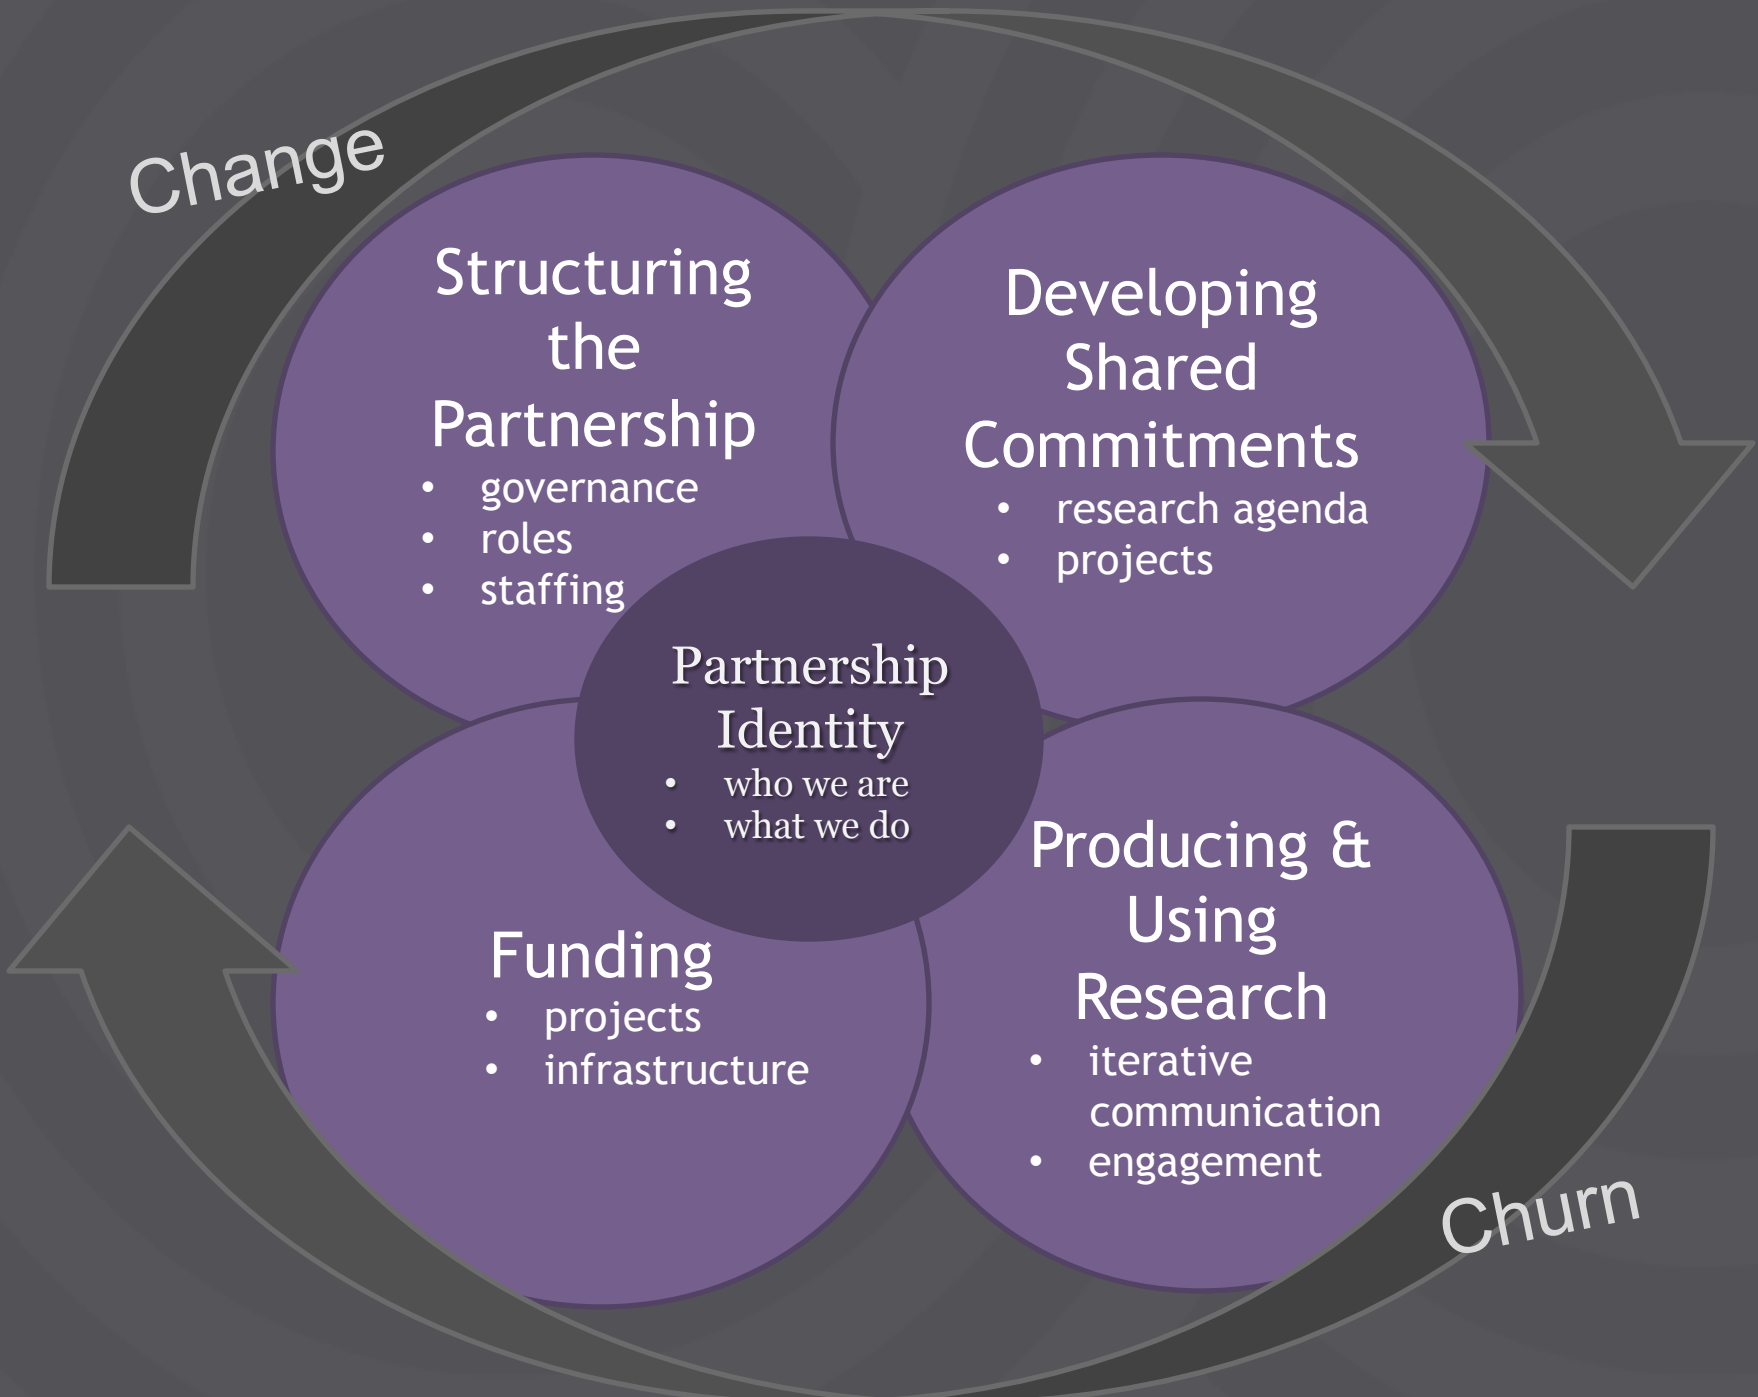 Change
Structuring
the
Partnership
• governance
• roles
• staffing
Developing
Shared
Commitments
• research agenda
• projects
Partnership
Identity
• who we are
• what we do
Funding
• projects
• infrastructure
Producing &
Using
Research
• iterative
communication
• engagement
Churn